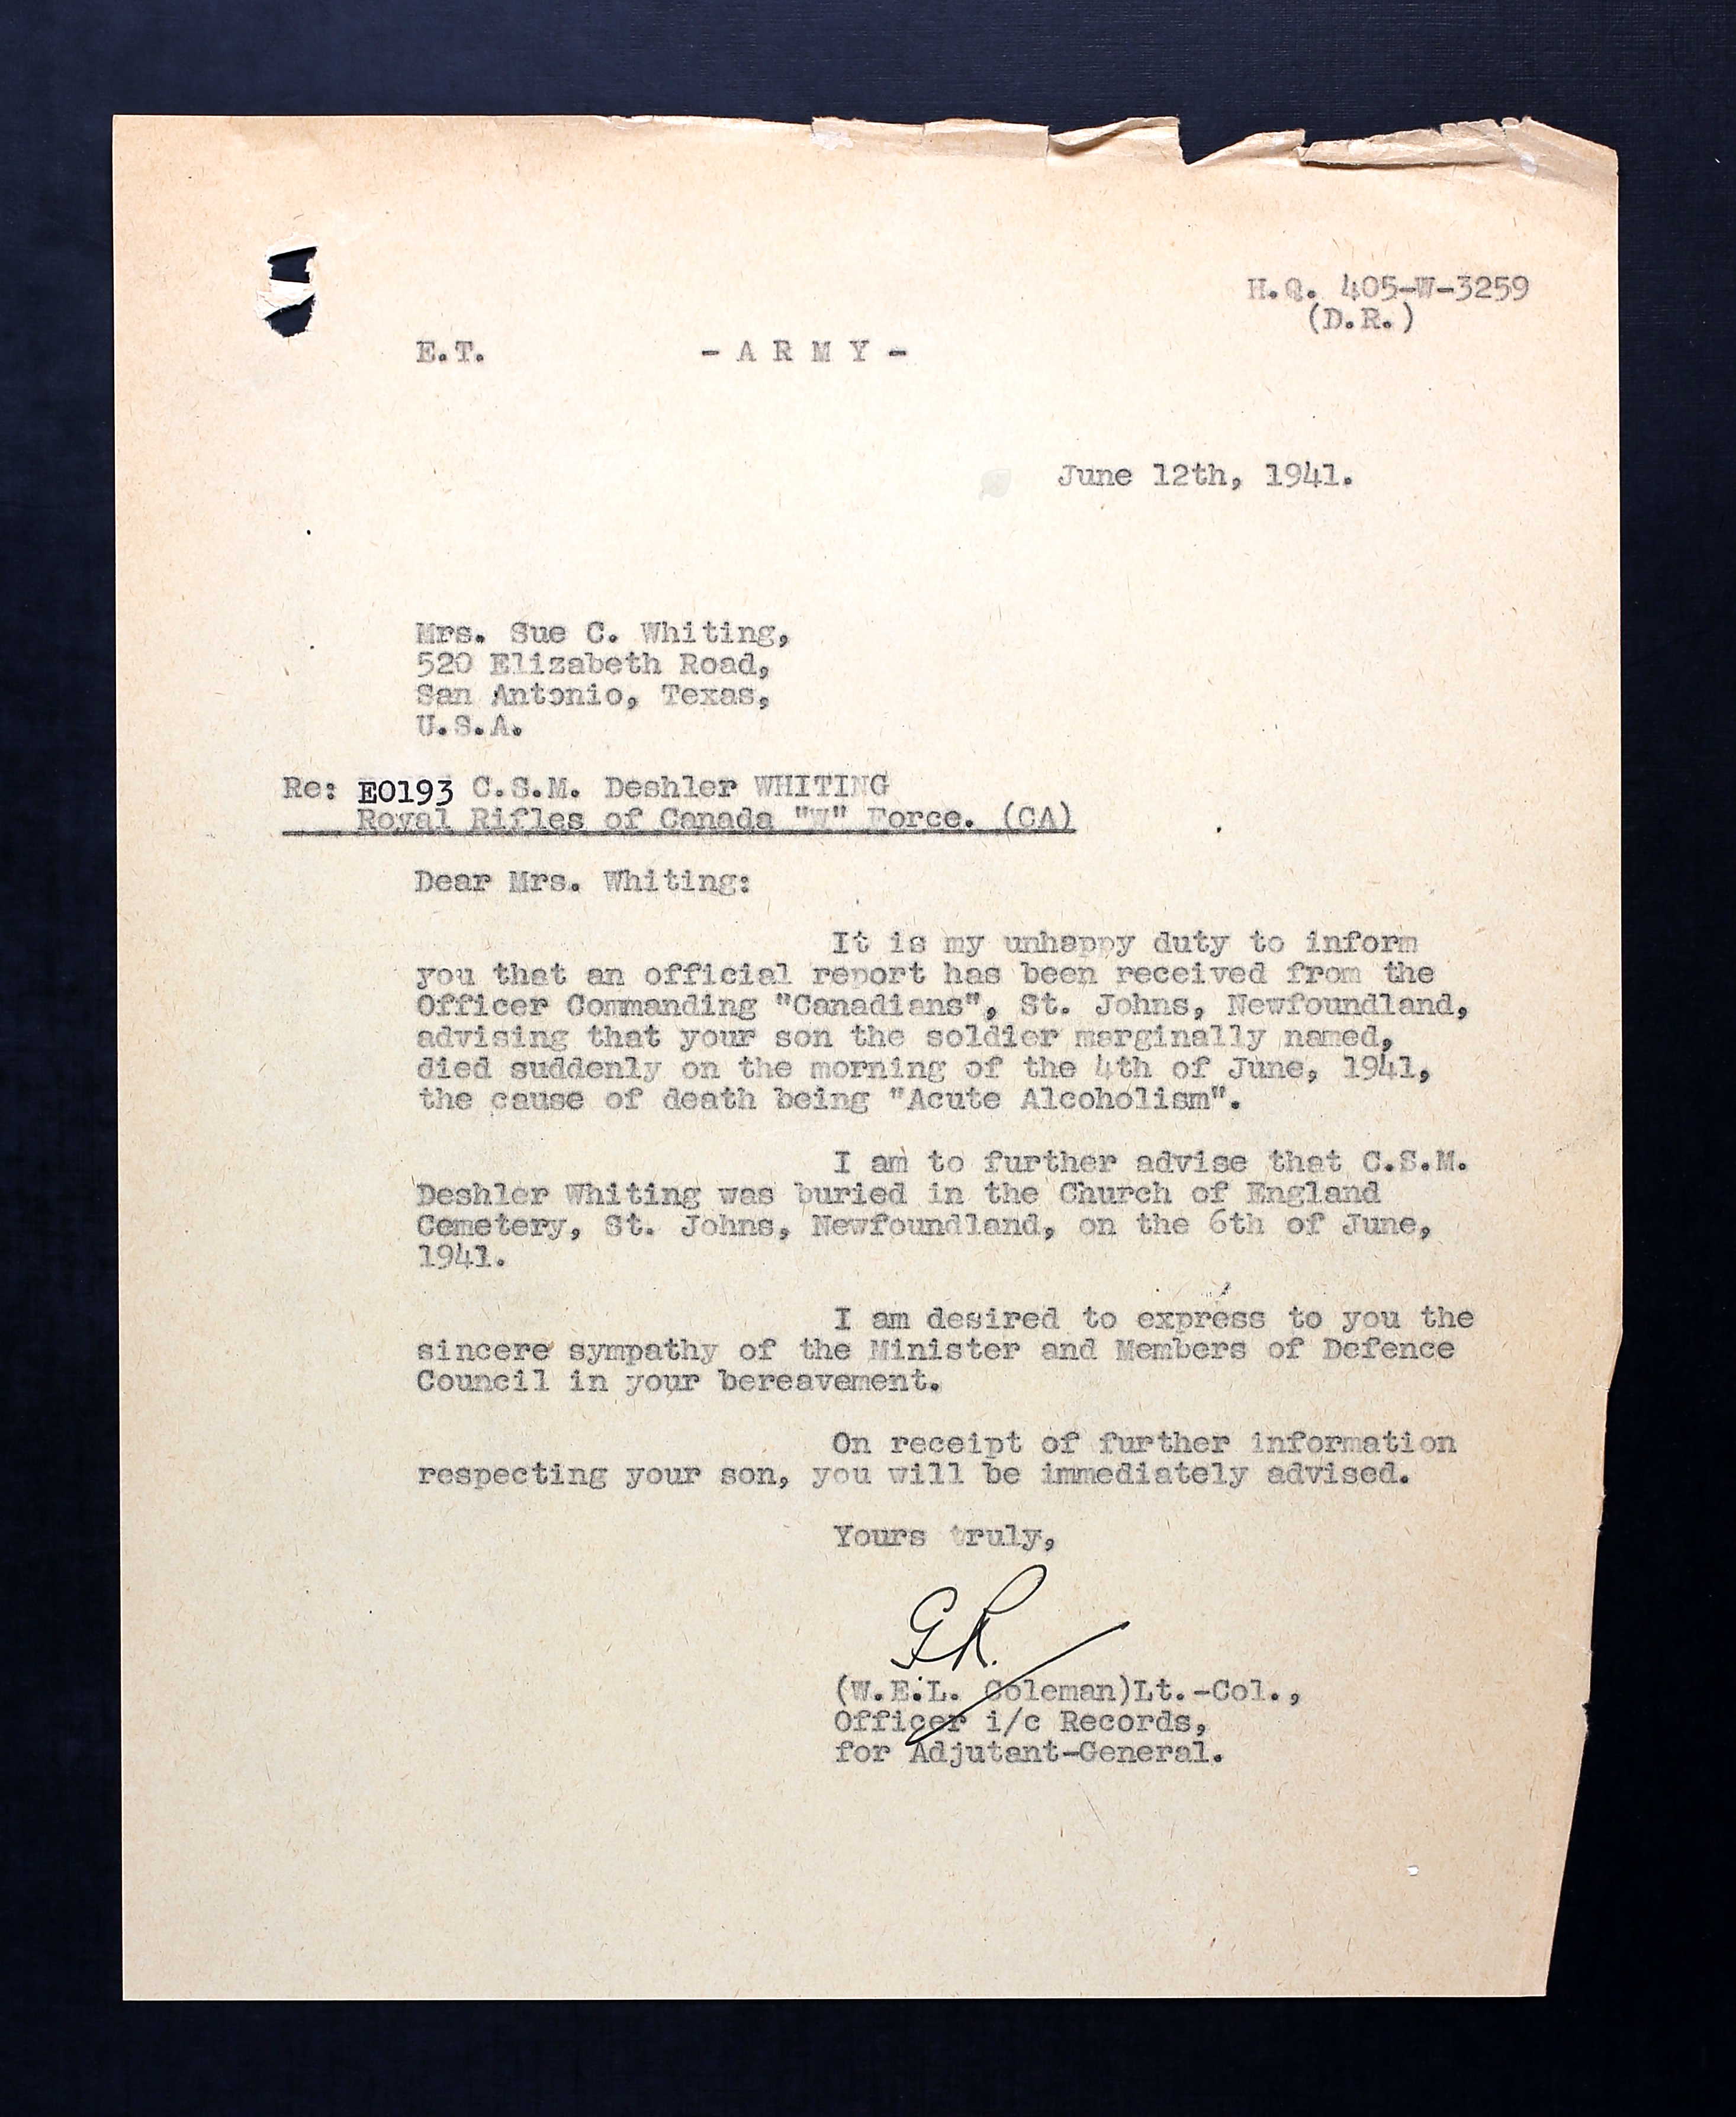 H.Q. 405-W-3259
(D.R.)
E.T. - A R M Y -
June 12th, 1941.
Mrs. Sue C. Whiting,
520 Elizabeth Road,
San Antonio, Texas,
U.S.A.
Re: E0193 C.S.M. Deshler WHITING
Royal Rifles of Canada "W" Force. (CA)
Dear Mrs. Whiting:
It is my unhappy duty to inform
you that an official report has been received from the
Officer Commanding "Canadians", St. Johns, Newfoundland,
advising that your son the soldier marginally named,
died suddenly on the morning of the 4th of June, 1941,
the cause of death being "Acute Alcoholism".
I am to further advise that C.S.M.
Deshler Whiting was buried in the Church of England
Cemetery, St. Johns, Newfoundland, on the 6th of June,
1941.
I am desired to express to you the
sincere sympathy of the Minister and Members of Defence
Council in your bereavement.
On receipt of further information
respecting your son, you will be immediately advised.
Yours truly,
GR.
(W.E.L. Coleman)Lt.-Col.,
Officer i/c Records,
for Adjutant-General.